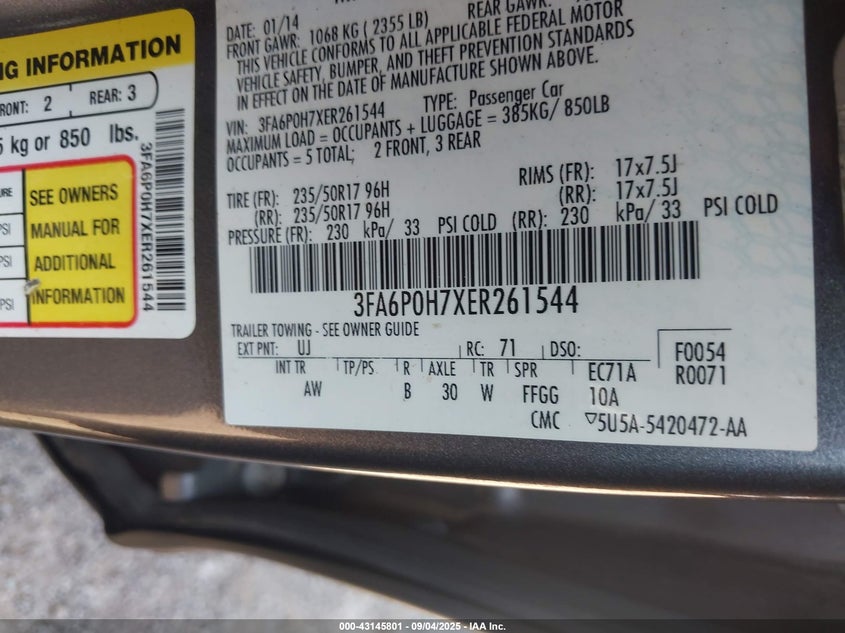 NG INFORMATION
FRONT: 2 REAR: 3
kg or 850 lbs.
SEE OWNERS
MANUAL FOR
ADDITIONAL
INFORMATION
PSI
PSI
PSI
3FA6P0H7XER261544
DATE: 01/14 REAR GAWR:
FRONT GAWR: 1068 KG ( 2355 LB)
THIS VEHICLE CONFORMS TO ALL APPLICABLE FEDERAL MOTOR
VEHICLE SAFETY, BUMPER, AND THEFT PREVENTION STANDARDS
IN EFFECT ON THE DATE OF MANUFACTURE SHOWN ABOVE.
VIN: 3FA6P0H7XER261544 TYPE: Passenger Car
MAXIMUM LOAD = OCCUPANTS + LUGGAGE = 385KG/ 850LB
OCCUPANTS = 5 TOTAL; 2 FRONT, 3 REAR
TIRE (FR): 235/50R17 96H RIMS (FR): 17x7.5J
(RR): 235/50R17 96H (RR): 17x7.5J
PRESSURE (FR): 230 kPa/ 33 PSI COLD (RR): 230 kPa/ 33 PSI COLD
3FA6P0H7XER261544
TRAILER TOWING - SEE OWNER GUIDE
EXT PNT: UJ RC: 71 DSO: F0054
INT TR TP/PS R AXLE TR SPR EC71A R0071
AW B 30 W FFGG 10A
CMC ▽5U5A-5420472-AA
000-43145801 - 09/04/2025 - IAA Inc.